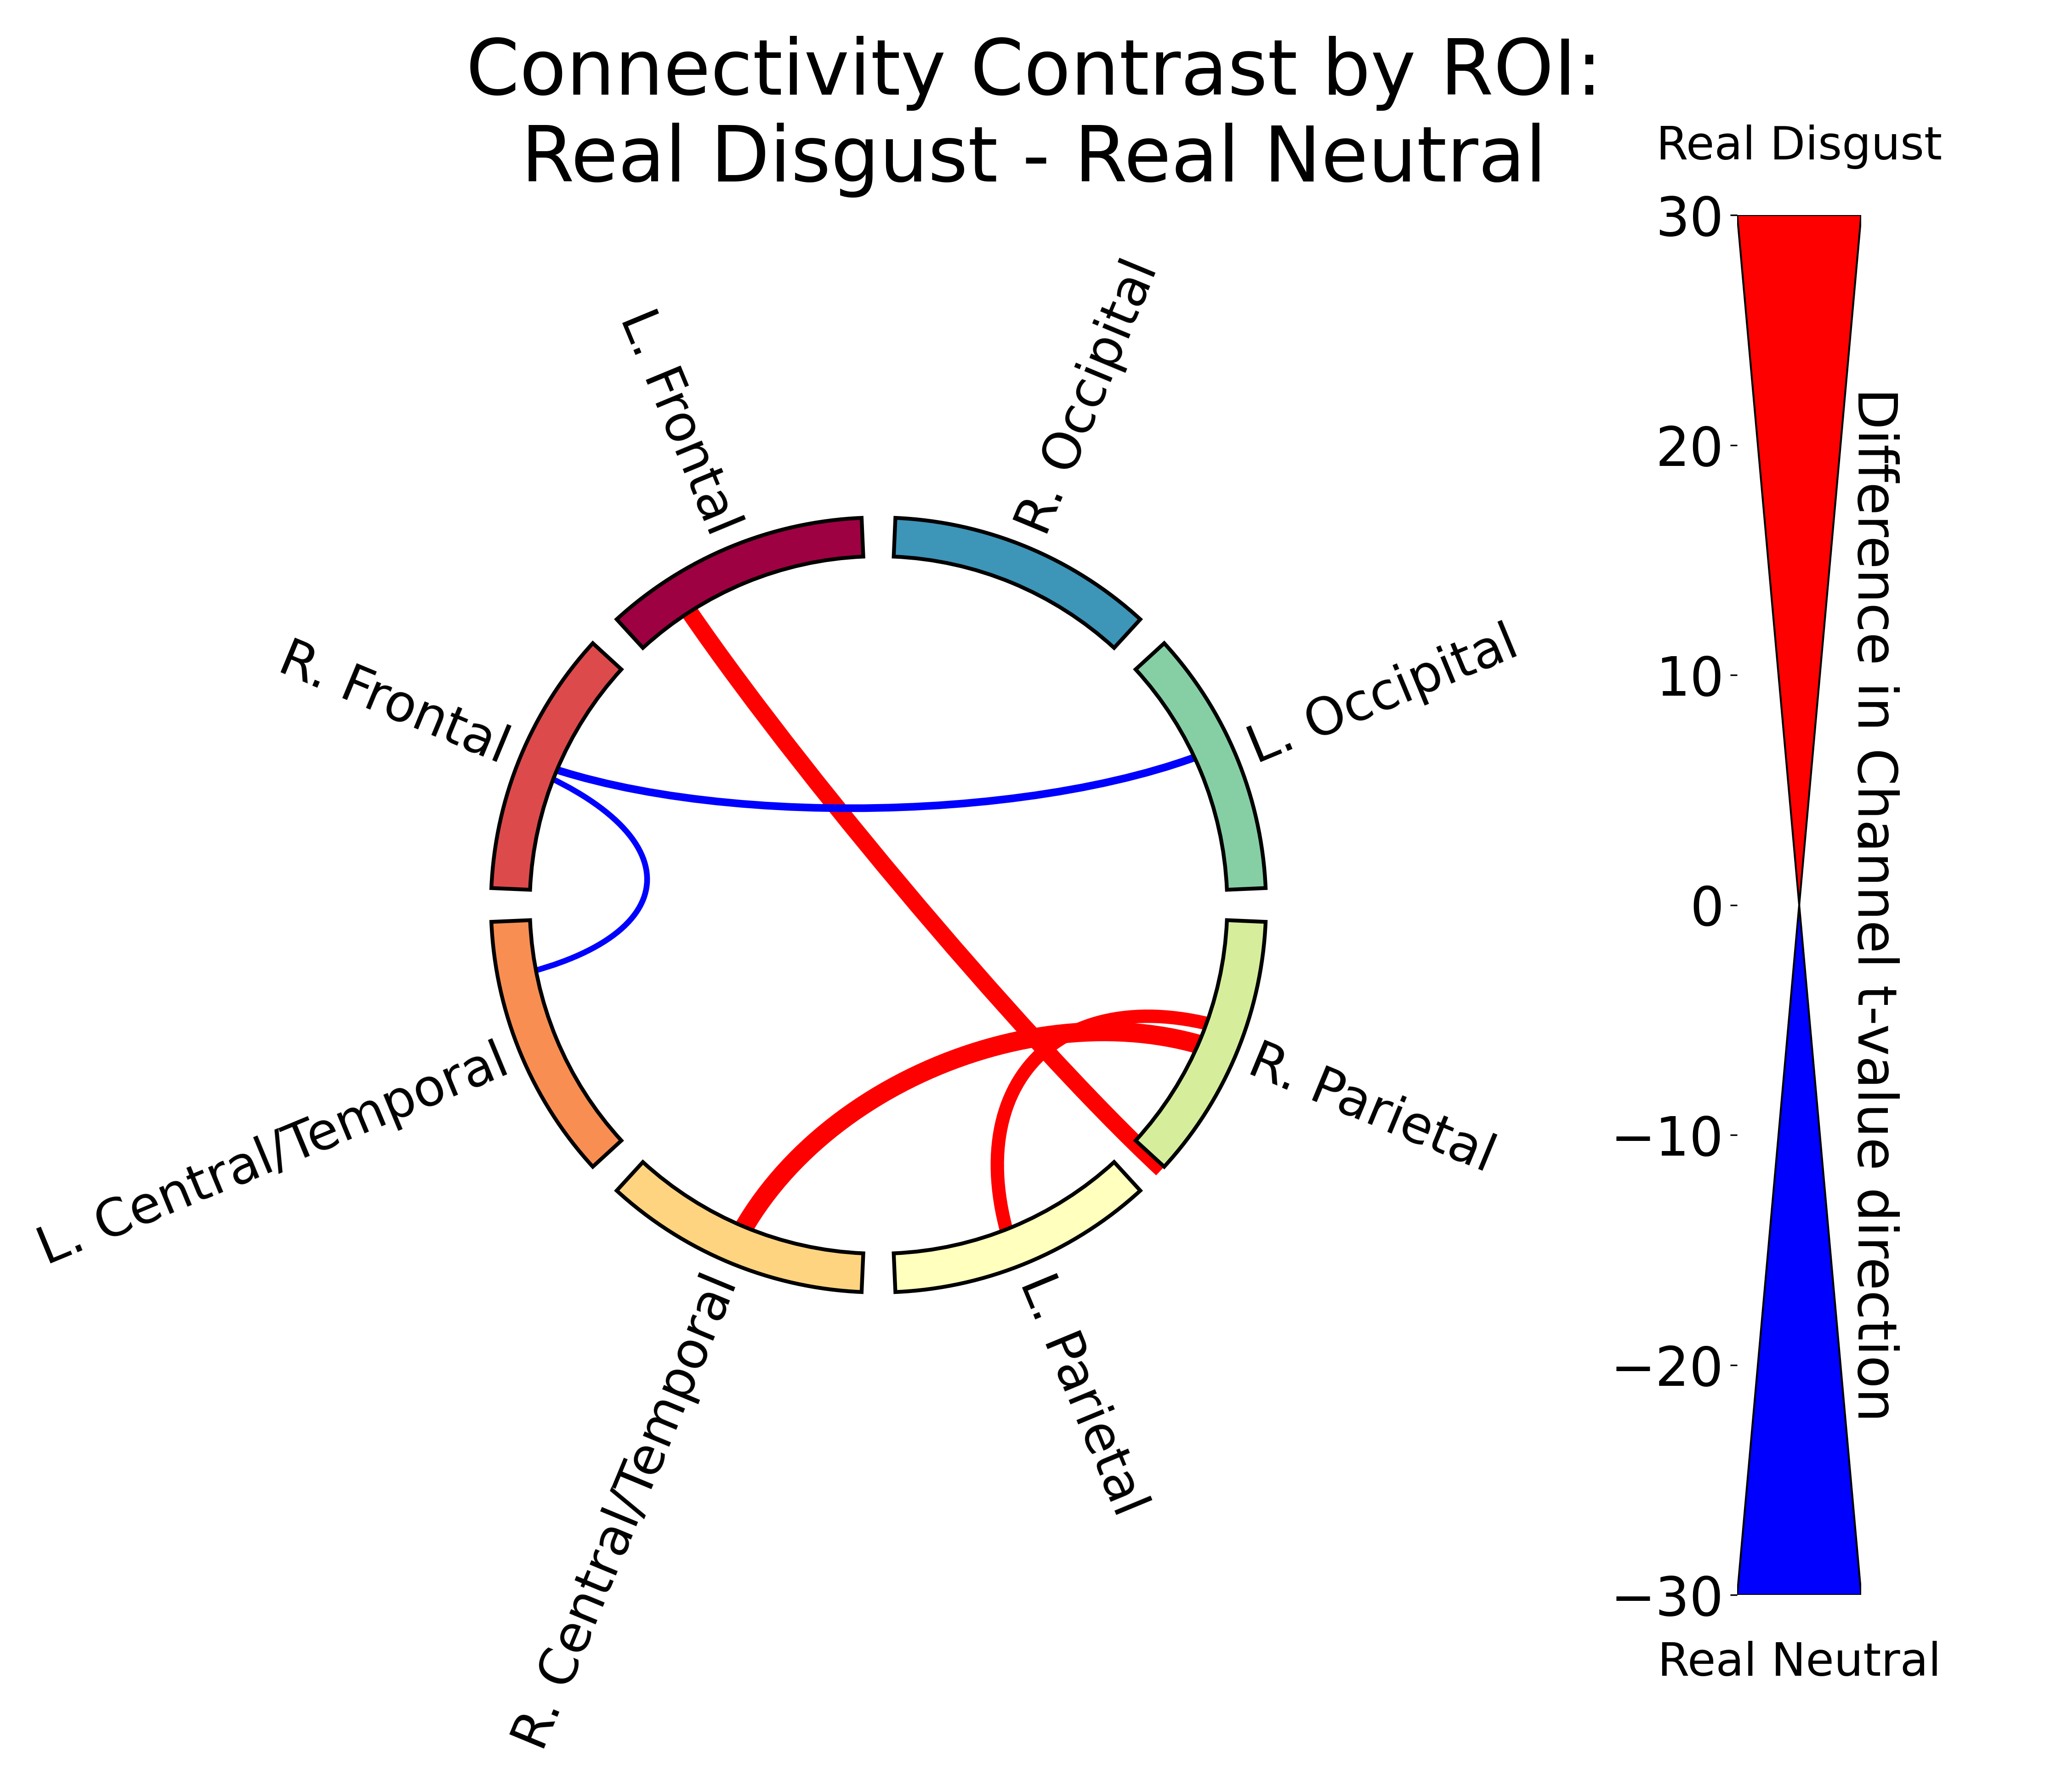 Connectivity Contrast by ROI:
Real Disgust - Real Neutral
Real Disgust
30
20
10
0
−10
−20
−30
Real Neutral
Difference in Channel t-value direction
L. Frontal
R. Occipital
R. Frontal
L. Occipital
L. Central/Temporal
R. Parietal
R. Central/Temporal
L. Parietal